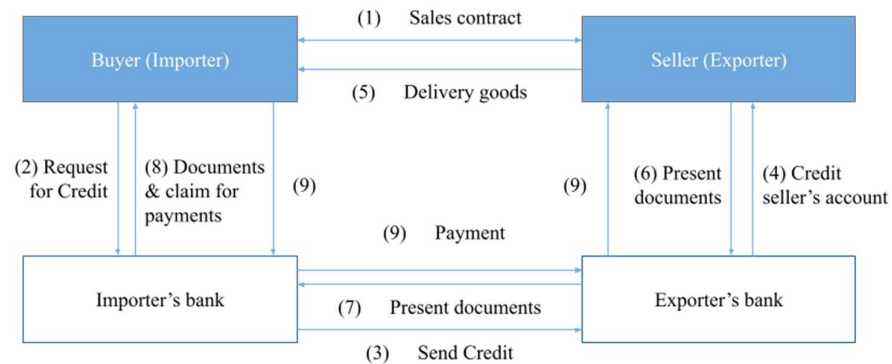 (1) Sales contract
Buyer (Importer)
Seller (Exporter)
(5) Delivery goods
(2) Request
for Credit
(8) Documents
& claim for
payments
(9)
(9)
(6) Present
documents
(4) Credit
seller's account
(9) Payment
Importer's bank
Exporter's bank
(7) Present documents
(3) Send Credit